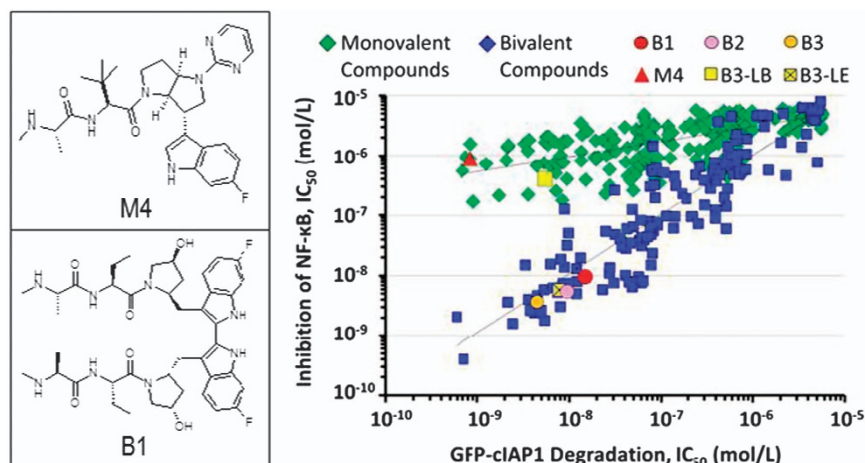 N
N
N
H
N
O
H
N
O
N
N
H
F
M4
H
N
O
H
N
O
N
OH
F
H
N
N
H
H
N
O
H
N
O
N
OH
F
B1
Monovalent Compounds
Bivalent Compounds
B1
B2
B3
M4
B3-LB
B3-LE
Inhibition of NF-κB, IC50 (mol/L)
10-5
10-6
10-7
10-8
10-9
10-10
10-10
10-9
10-8
10-7
10-6
10-5
GFP-cIAP1 Degradation, IC50 (mol/L)